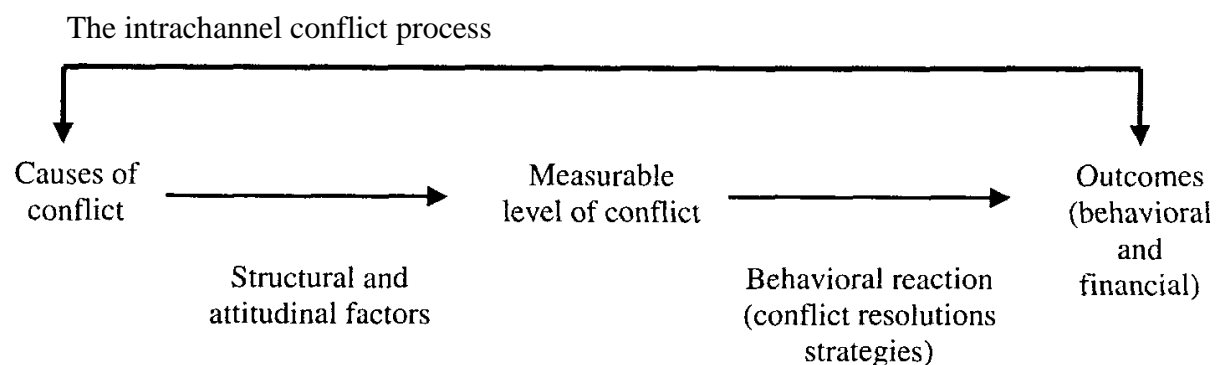 The intrachannel conflict process
Causes of
conflict
Measurable
level of conflict
Outcomes
(behavioral
and
financial)
Structural and
attitudinal factors
Behavioral reaction
(conflict resolutions
strategies)